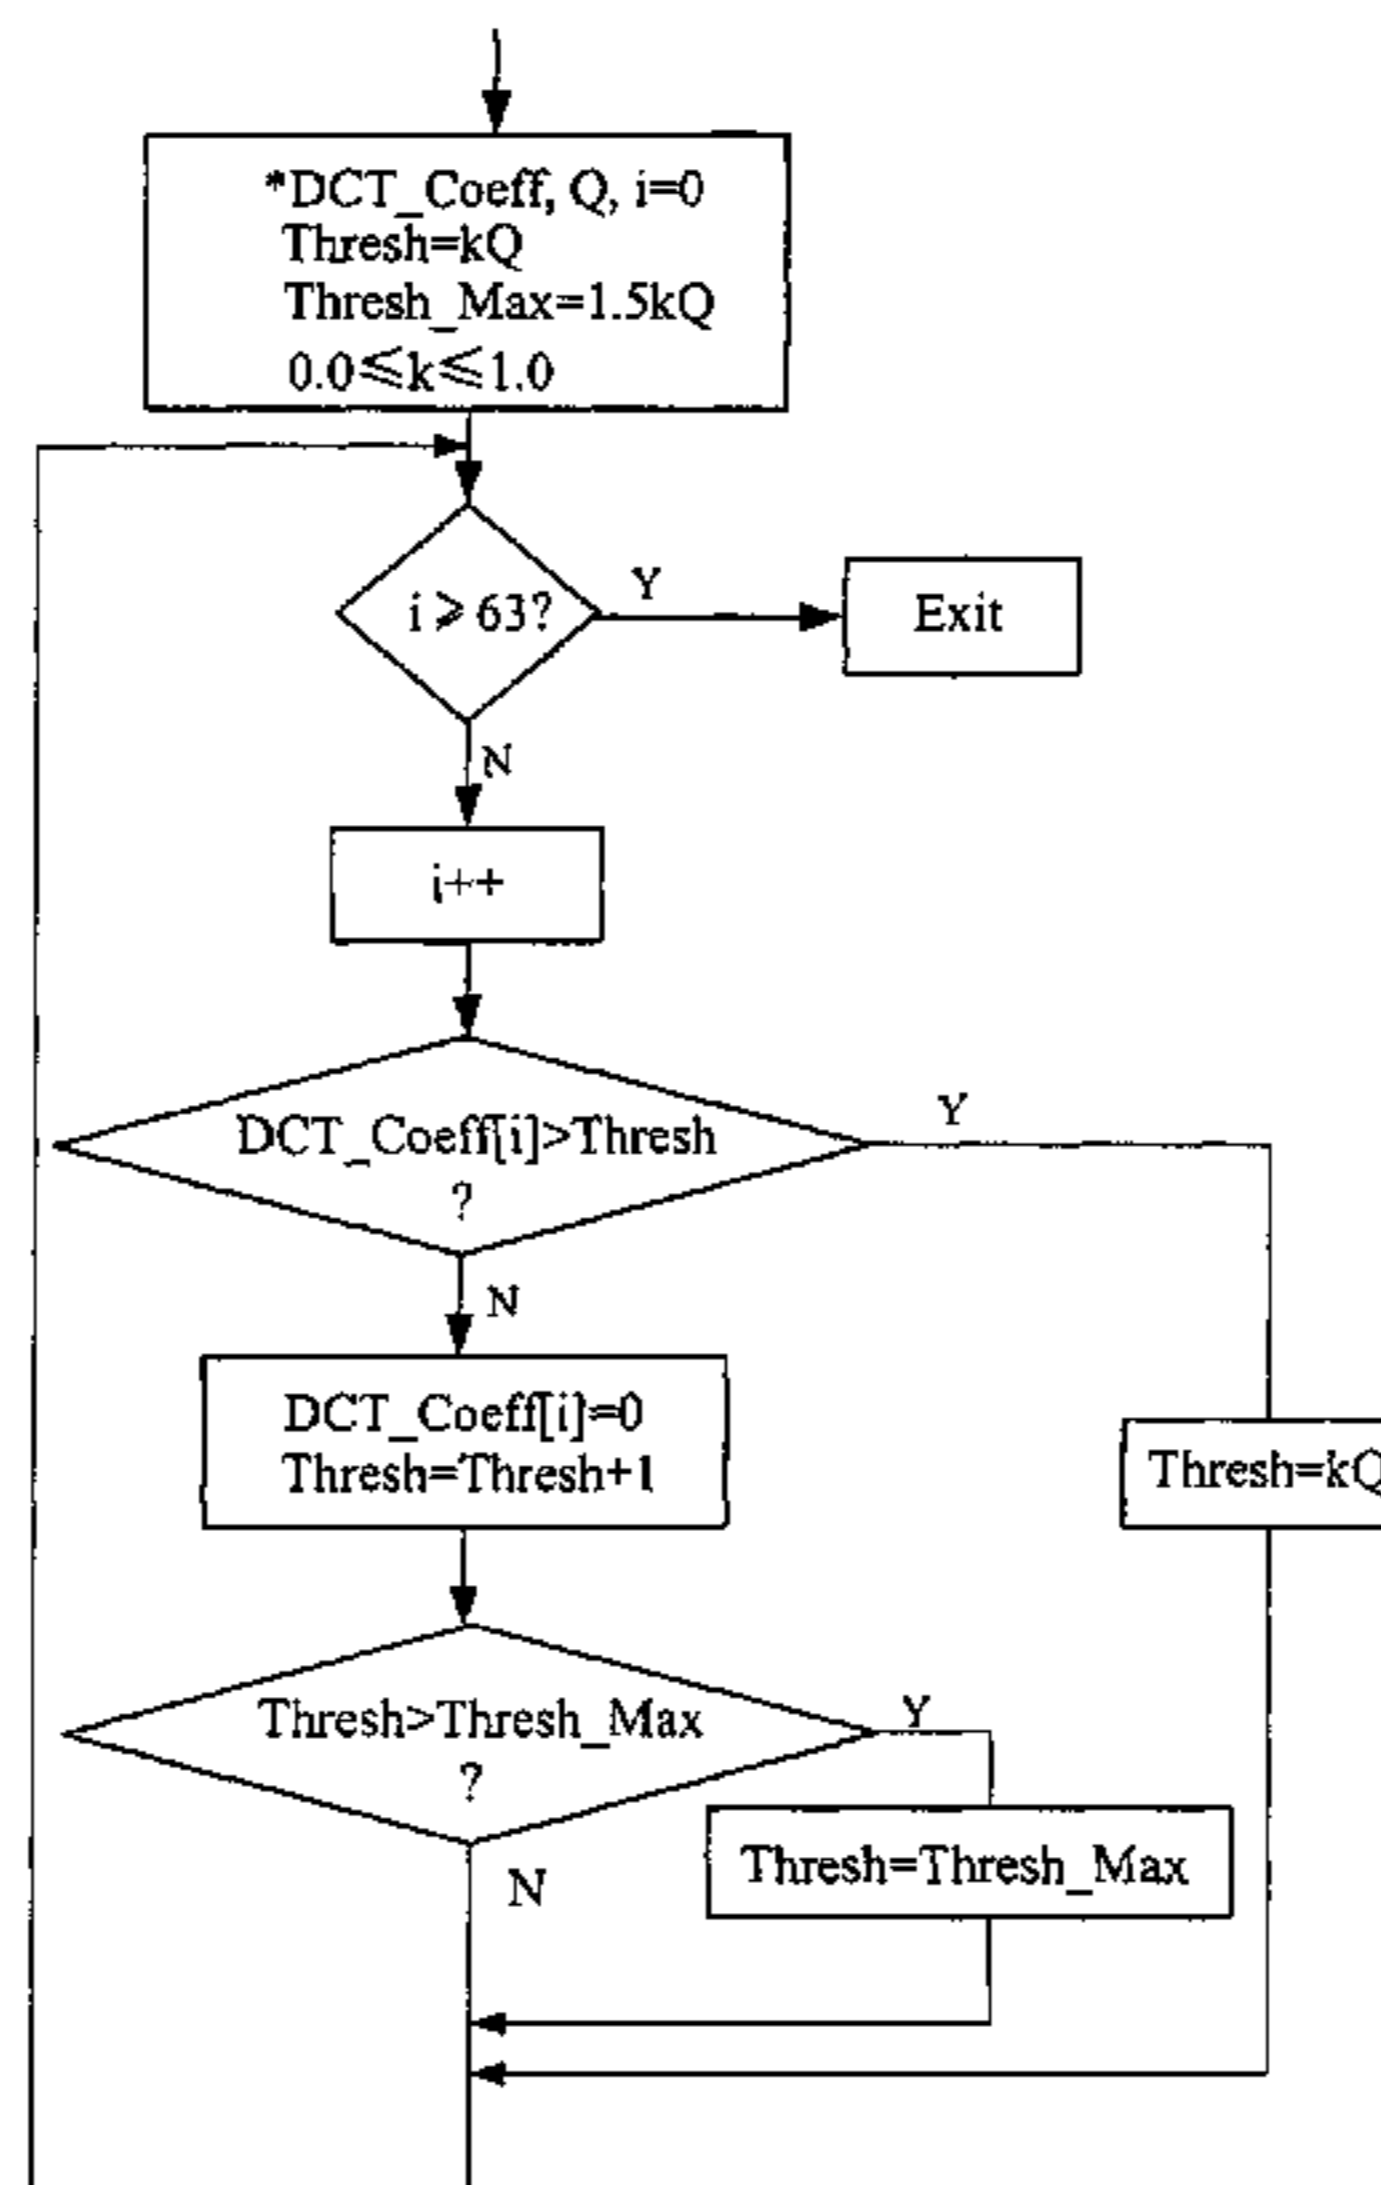 *DCT_Coeff, Q, i=0
Thresh=kQ
Thresh_Max=1.5kQ
0.0≤k≤1.0
i≥63?
Y
Exit
N
i++
DCT_Coeff[i]>Thresh
?
Y
N
DCT_Coeff[i]=0
Thresh=Thresh+1
Thresh=kQ
Thresh>Thresh_Max
?
Y
N
Thresh=Thresh_Max